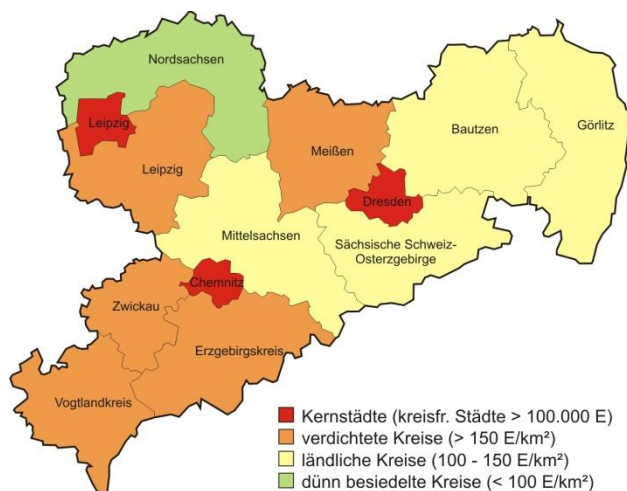 Nordsachsen
Leipzig
Leipzig
Meißen
Bautzen
Görlitz
Dresden
Mittelsachsen
Sächsische Schweiz-
Osterzgebirge
Chemnitz
Zwickau
Erzgebirgskreis
Vogtlandkreis
Kernstädte (kreisfr. Städte > 100.000 E)
verdichtete Kreise (> 150 E/km²)
ländliche Kreise (100 - 150 E/km²)
dünn besiedelte Kreise (< 100 E/km²)